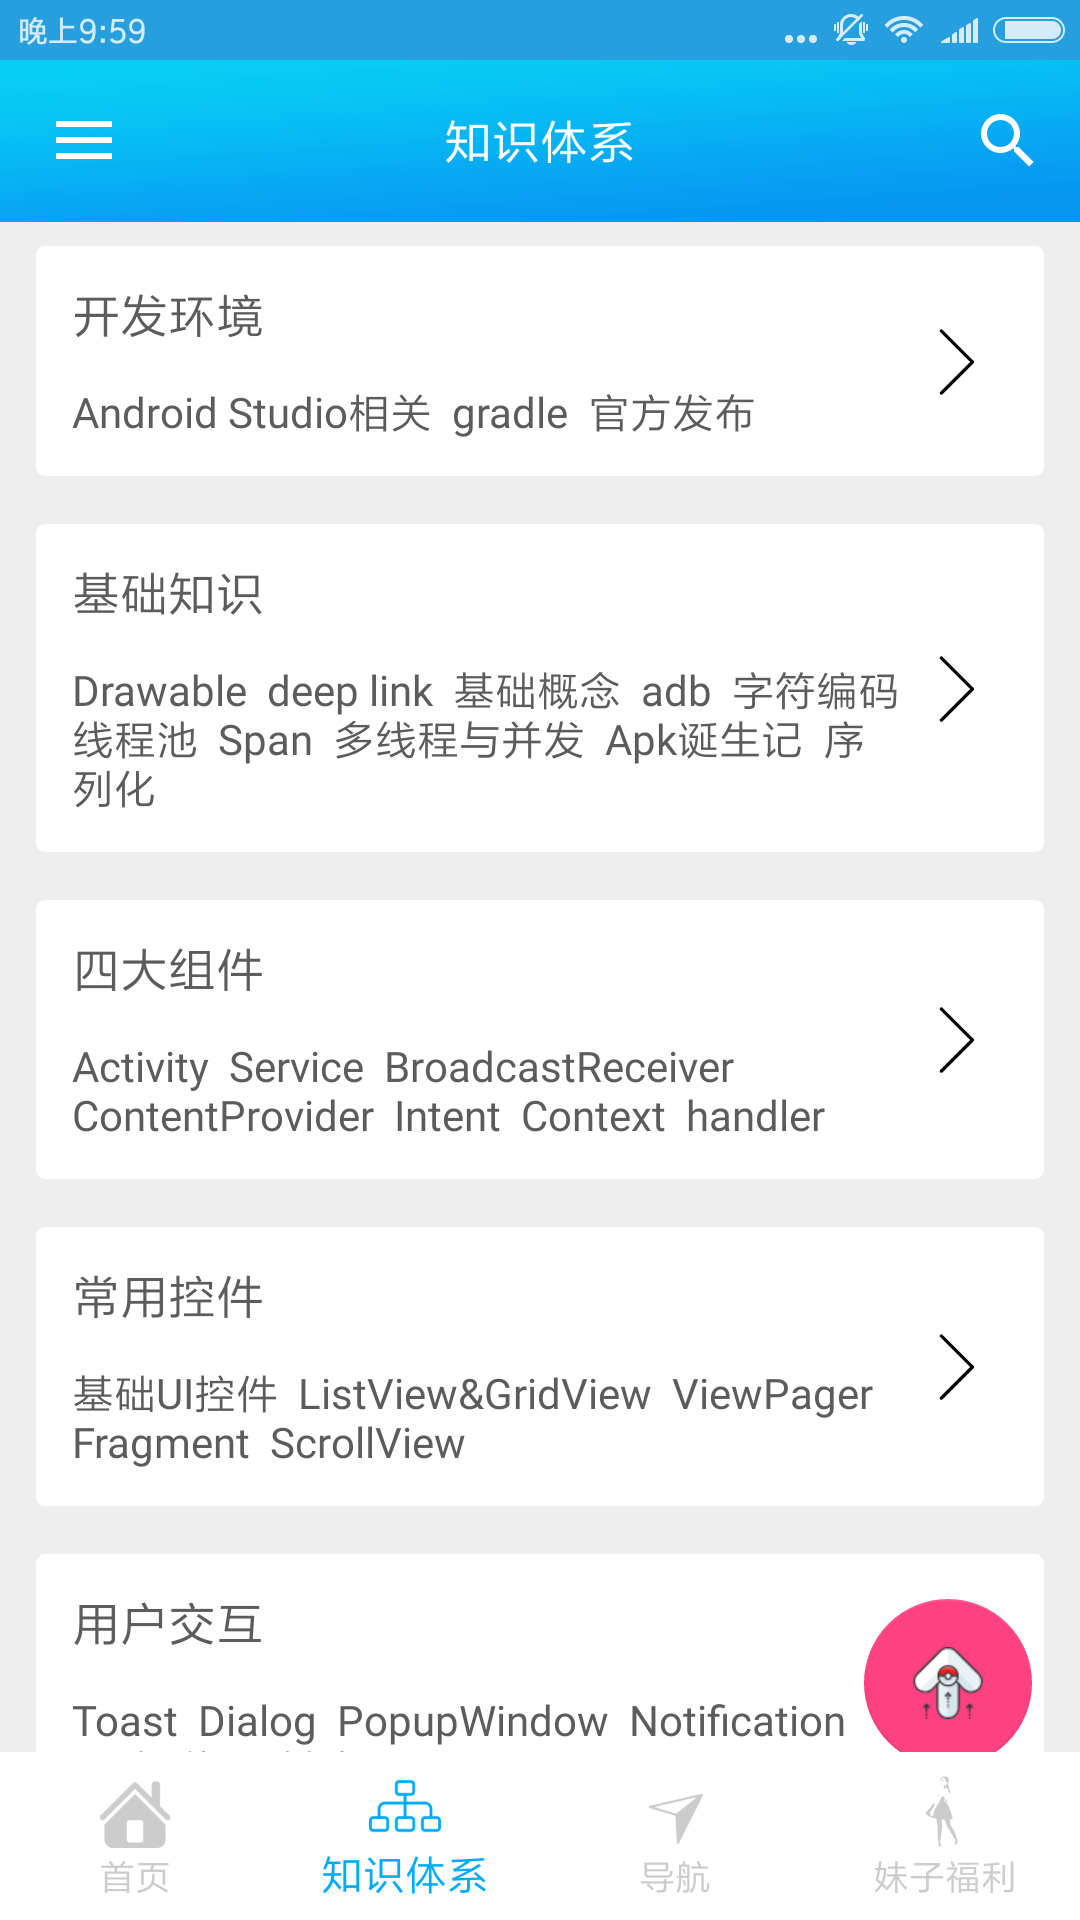 晚上9:59
知识体系
开发环境
Android Studio相关  gradle  官方发布
基础知识
Drawable  deep link  基础概念  adb  字符编码
线程池  Span  多线程与并发  Apk诞生记  序
列化
四大组件
Activity  Service  BroadcastReceiver
ContentProvider  Intent  Context  handler
常用控件
基础UI控件  ListView&GridView  ViewPager
Fragment  ScrollView
用户交互
Toast  Dialog  PopupWindow  Notification
首页
知识体系
导航
妹子福利